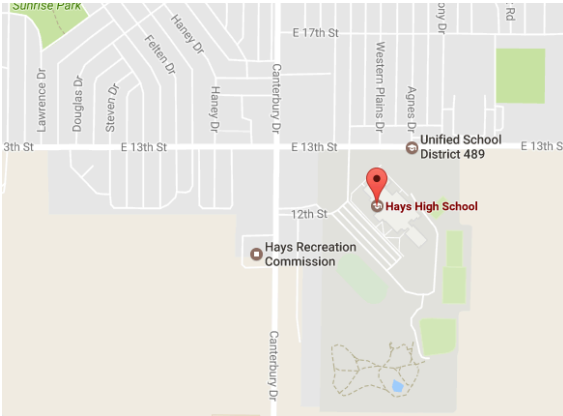 Sunrise Park
Haney Dr
Felten Dr
Lawrence Dr
Douglas Dr
Steven Dr
Haney Dr
Canterbury Dr
E 17th St
Western Plains Dr
Agnes Dr
ony Dr
Rd
3th St
E 13th St
E 13th St
E 13th S
Unified School
District 489
Hays High School
12th St
Hays Recreation
Commission
Canterbury Dr